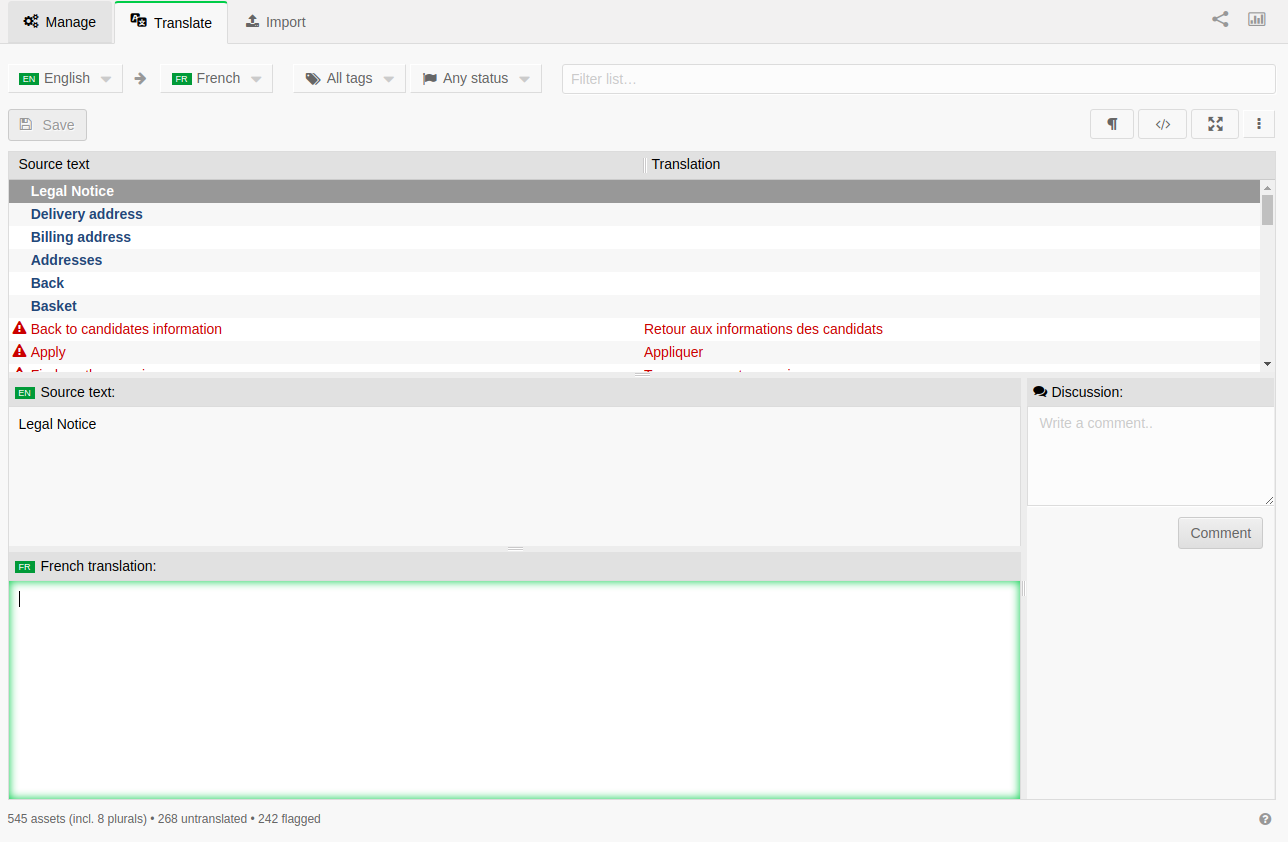 Manage Translate Import
EN English FR French All tags Any status Filter list...
Save </>
Source text Translation
Legal Notice
Delivery address
Billing address
Addresses
Back
Basket
Back to candidates information Retour aux informations des candidats
Apply Appliquer
EN Source text: Discussion:
Legal Notice Write a comment..
Comment
FR French translation:
545 assets (incl. 8 plurals) • 268 untranslated • 242 flagged